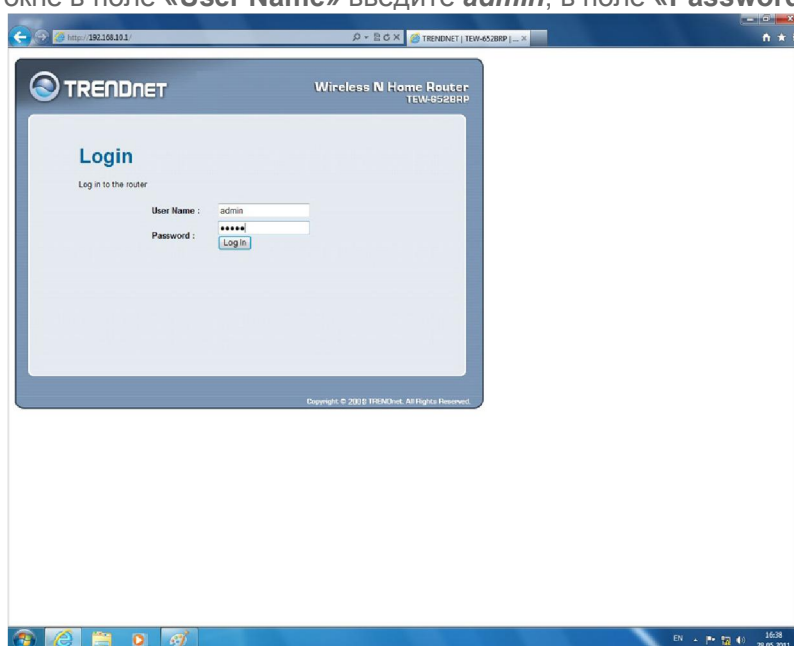 окне в поле «User Name» введите admin, в поле «Password
http://192.168.10.1/
TRENDNET | TEW-652BRP | ...
TRENDNET
Wireless N Home Router
TEW-652BRP
Login
Log in to the router
User Name :
admin
Password :
•••••
Log In
Copyright © TRENDnet. All Rights Reserved.
EN
16:38